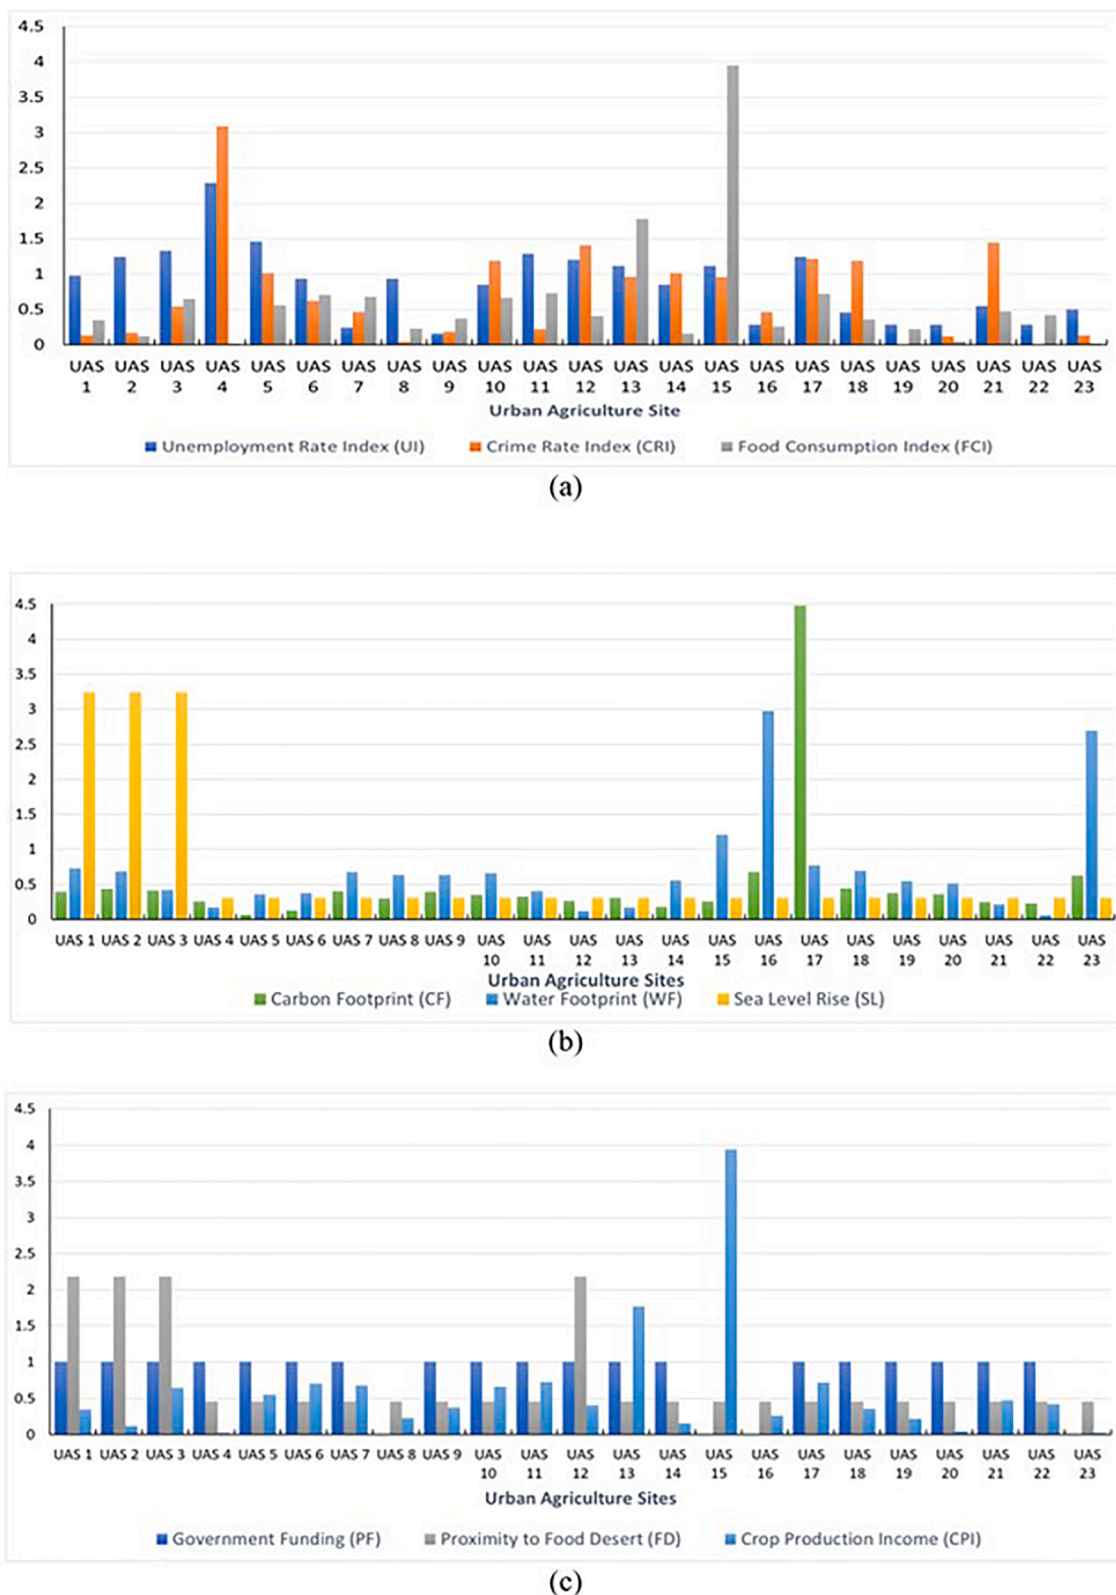 4.5
4
3.5
3
2.5
2
1.5
1
0.5
0
UAS UAS UAS UAS UAS UAS UAS UAS UAS UAS UAS UAS UAS UAS UAS UAS UAS UAS UAS UAS UAS UAS UAS
1 2 3 4 5 6 7 8 9 10 11 12 13 14 15 16 17 18 19 20 21 22 23
Urban Agriculture Site
Unemployment Rate Index (UI) Crime Rate Index (CRI) Food Consumption Index (FCI)
(a)
4.5
4
3.5
3
2.5
2
1.5
1
0.5
0
UAS 1 UAS 2 UAS 3 UAS 4 UAS 5 UAS 6 UAS 7 UAS 8 UAS 9 UAS UAS UAS UAS UAS UAS UAS UAS UAS UAS UAS UAS UAS UAS
10 11 12 13 14 15 16 17 18 19 20 21 22 23
Urban Agriculture Sites
Carbon Footprint (CF) Water Footprint (WF) Sea Level Rise (SL)
(b)
4.5
4
3.5
3
2.5
2
1.5
1
0.5
0
UAS 1 UAS 2 UAS 3 UAS 4 UAS 5 UAS 6 UAS 7 UAS 8 UAS 9 UAS UAS UAS UAS UAS UAS UAS UAS UAS UAS UAS UAS UAS UAS
10 11 12 13 14 15 16 17 18 19 20 21 22 23
Urban Agriculture Sites
Government Funding (PF) Proximity to Food Desert (FD) Crop Production Income (CPI)
(c)